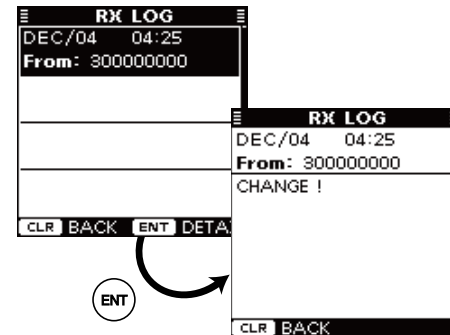 RX LOG
DEC/04 04:25
From: 300000000
CLR BACK ENT DETA
ENT
RX LOG
DEC/04 04:25
From: 300000000
CHANGE !
CLR BACK